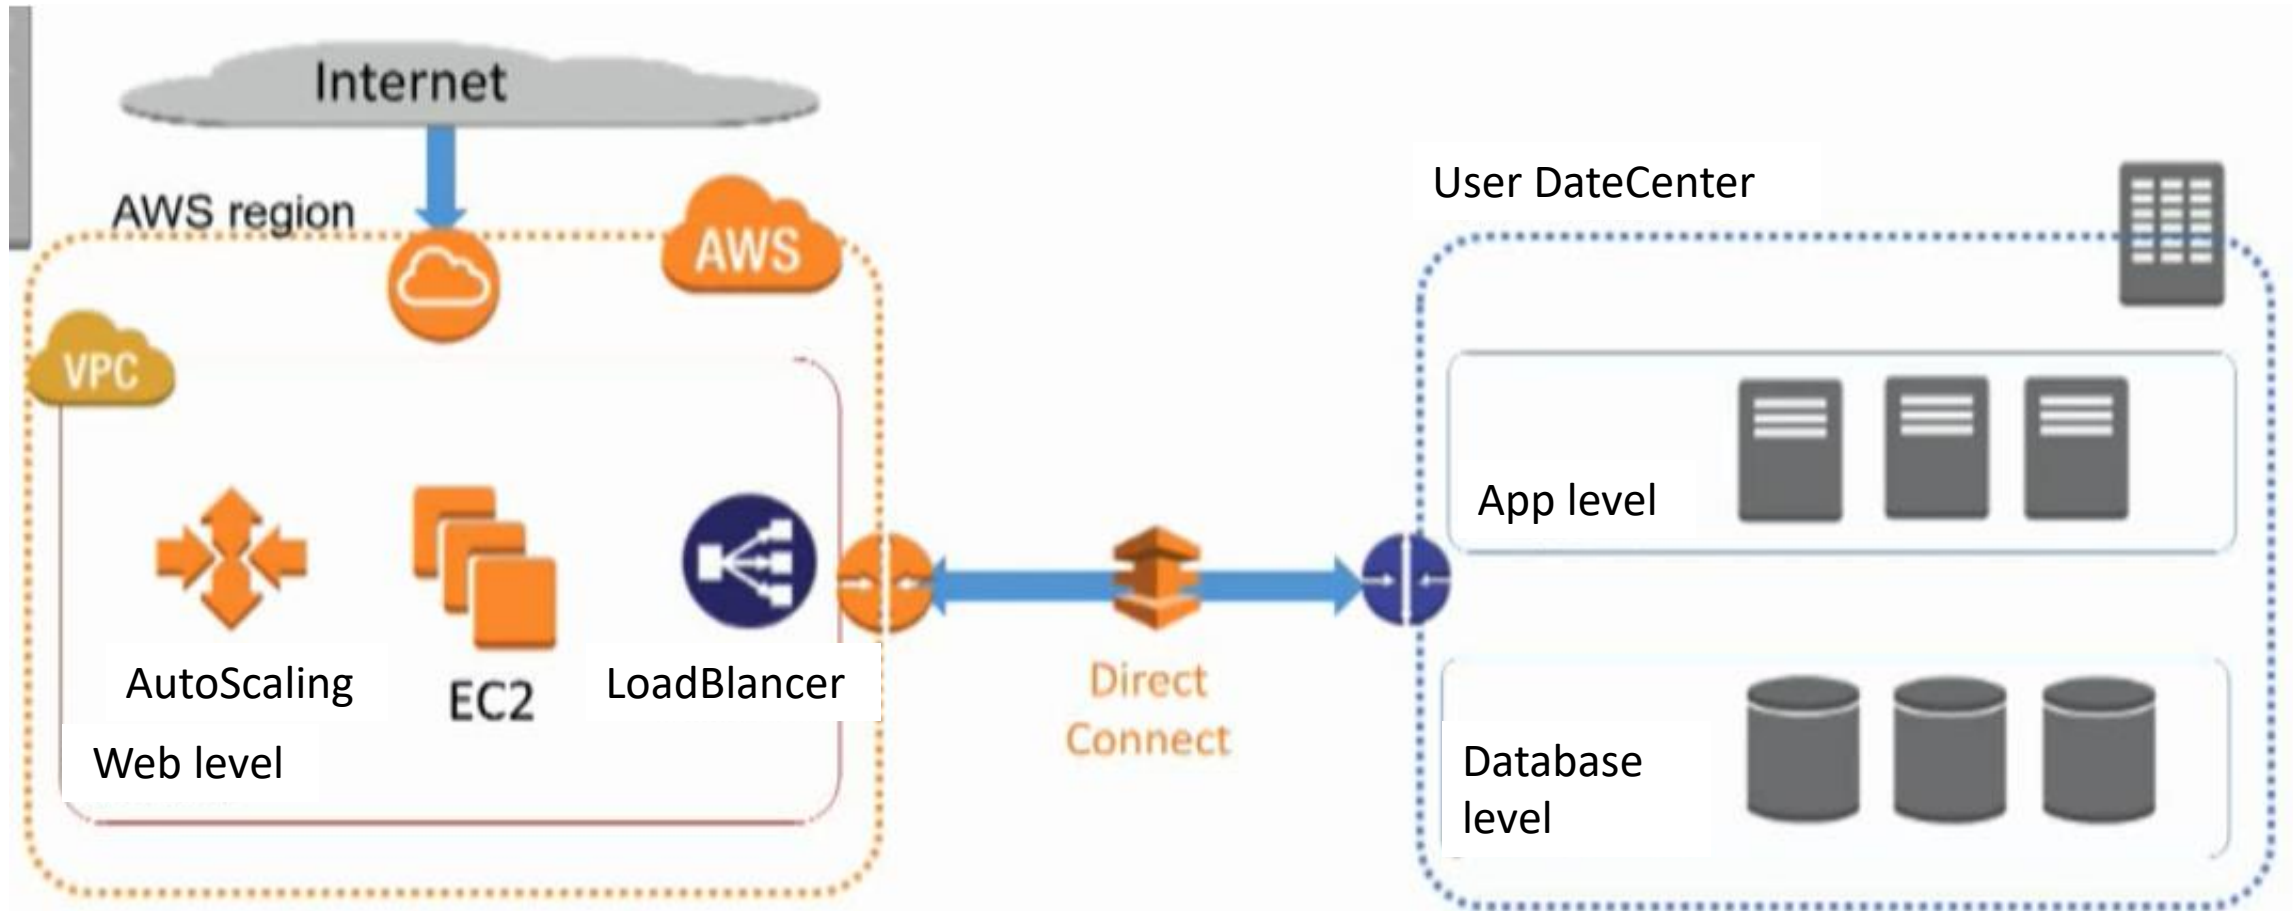 Internet
AWS region
AWS
VPC
AutoScaling
EC2
LoadBlancer
Web level
Direct
Connect
User DateCenter
App level
Database
level